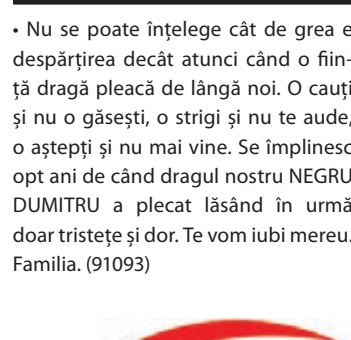 • Nu se poate înțelege cât de grea e
despărțirea decât atunci când o fiin-
ță dragă pleacă de lângă noi. O cauți
și nu o găsești, o strigi și nu te aude,
o aștepți și nu mai vine. Se împlinesc
opt ani de când dragul nostru NEGRU
DUMITRU a plecat lăsând în urmă
doar tristețe și dor. Te vom iubi mereu.
Familia. (91093)